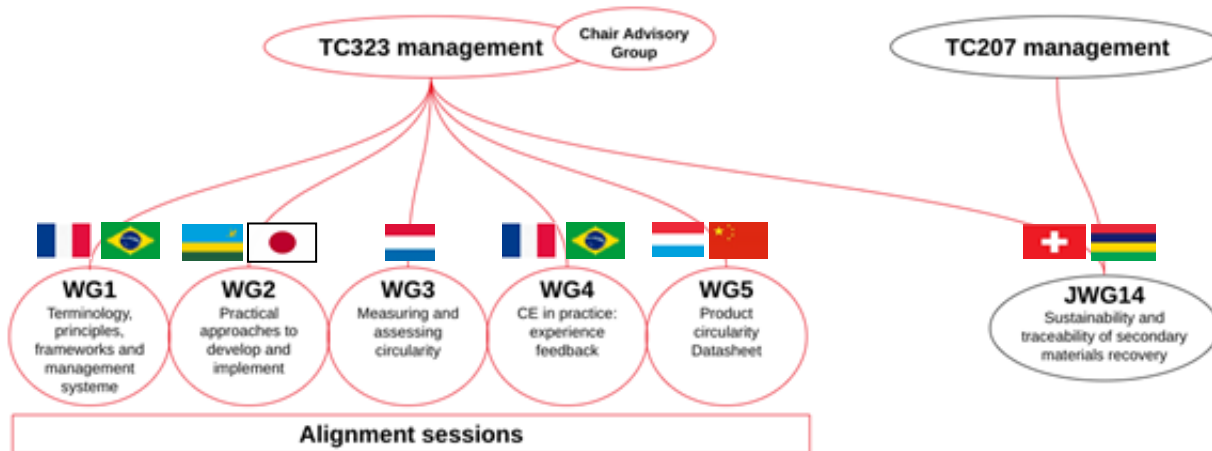 TC323 management
Chair Advisory
Group
TC207 management
WG1
Terminology,
principles,
frameworks and
management
systeme
WG2
Practical
approaches to
develop and
implement
WG3
Measuring and
assessing
circularity
WG4
CE in practice:
experience
feedback
WG5
Product
circularity
Datasheet
JWG14
Sustainability and
traceability of secondary
materials recovery
Alignment sessions